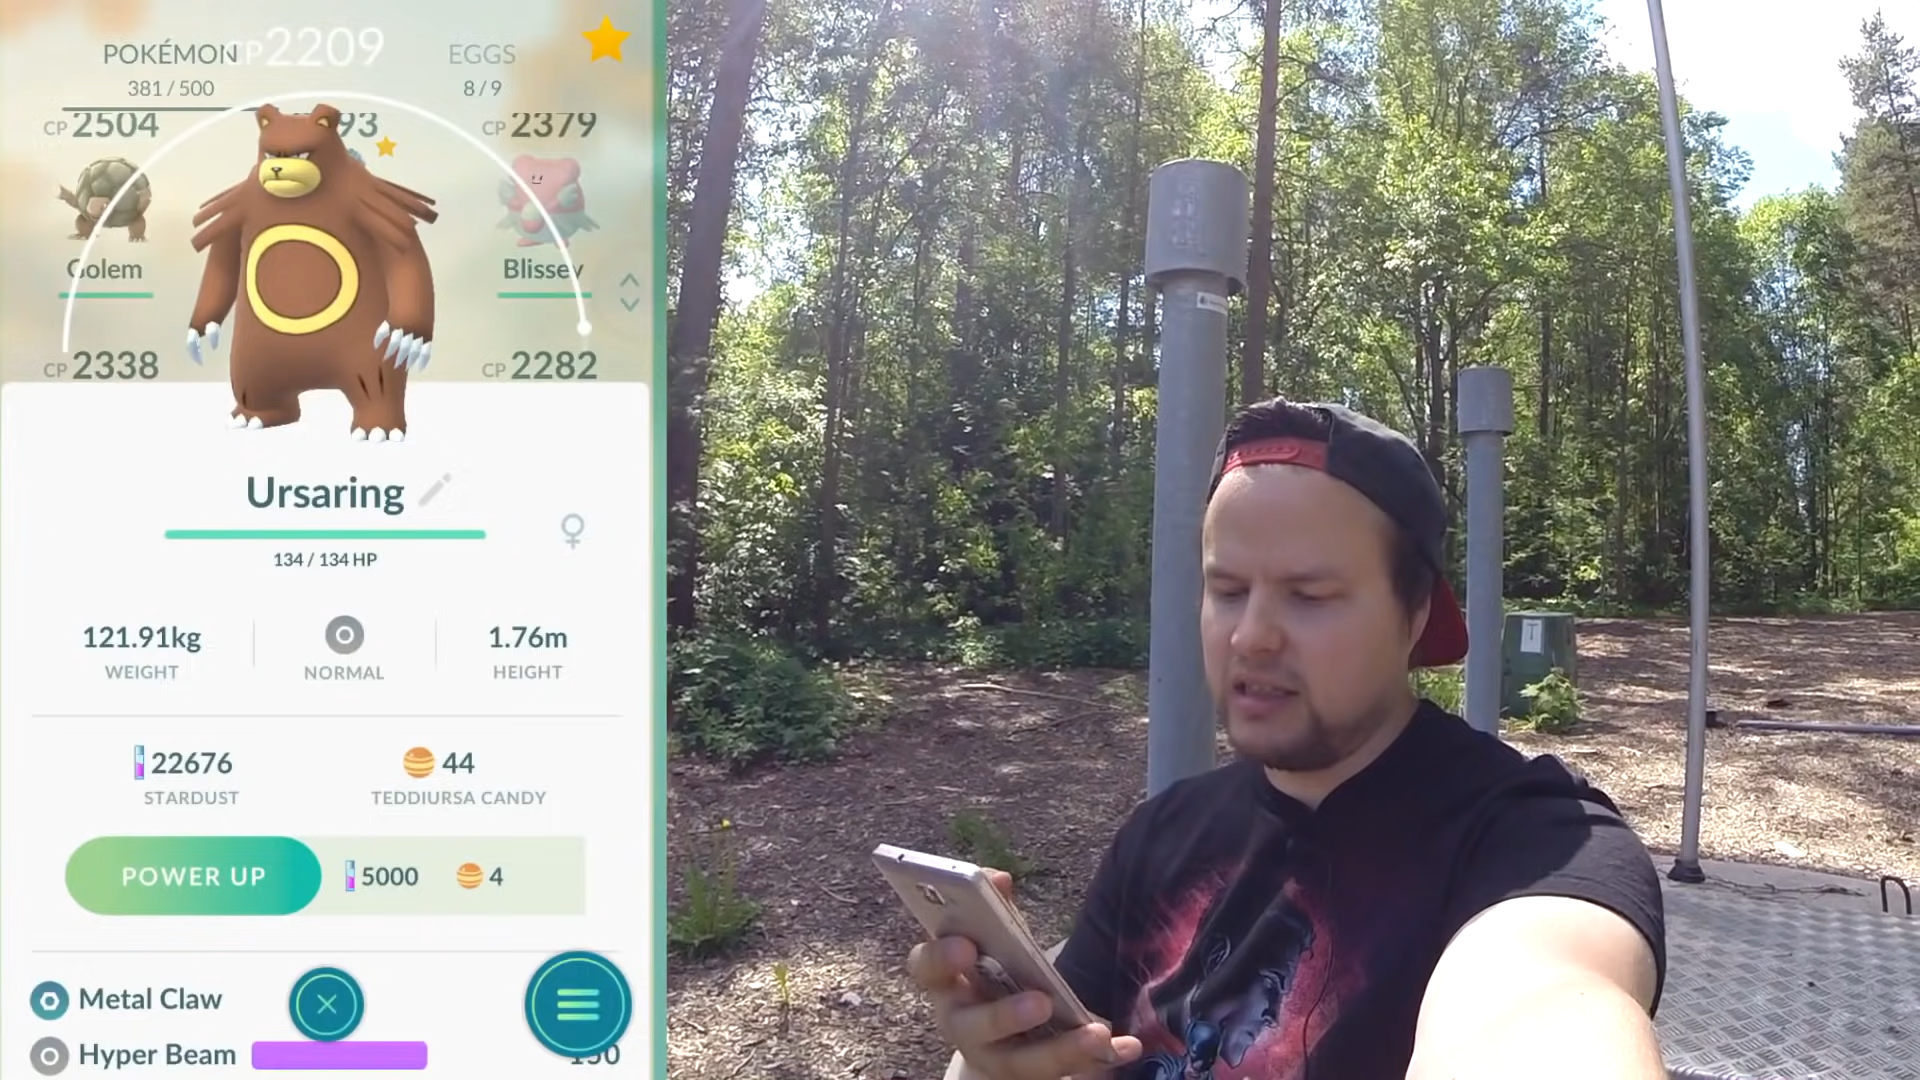 POKÉMON CP2209 EGGS
381 / 500 8 / 9
CP 2504 93 CP 2379
Golem Blissey
CP 2338 CP 2282
Ursaring
134 / 134 HP
121.91kg 1.76m
WEIGHT NORMAL HEIGHT
22676 44
STARDUST TEDDIURSA CANDY
POWER UP 5000 4
Metal Claw
Hyper Beam 150
T